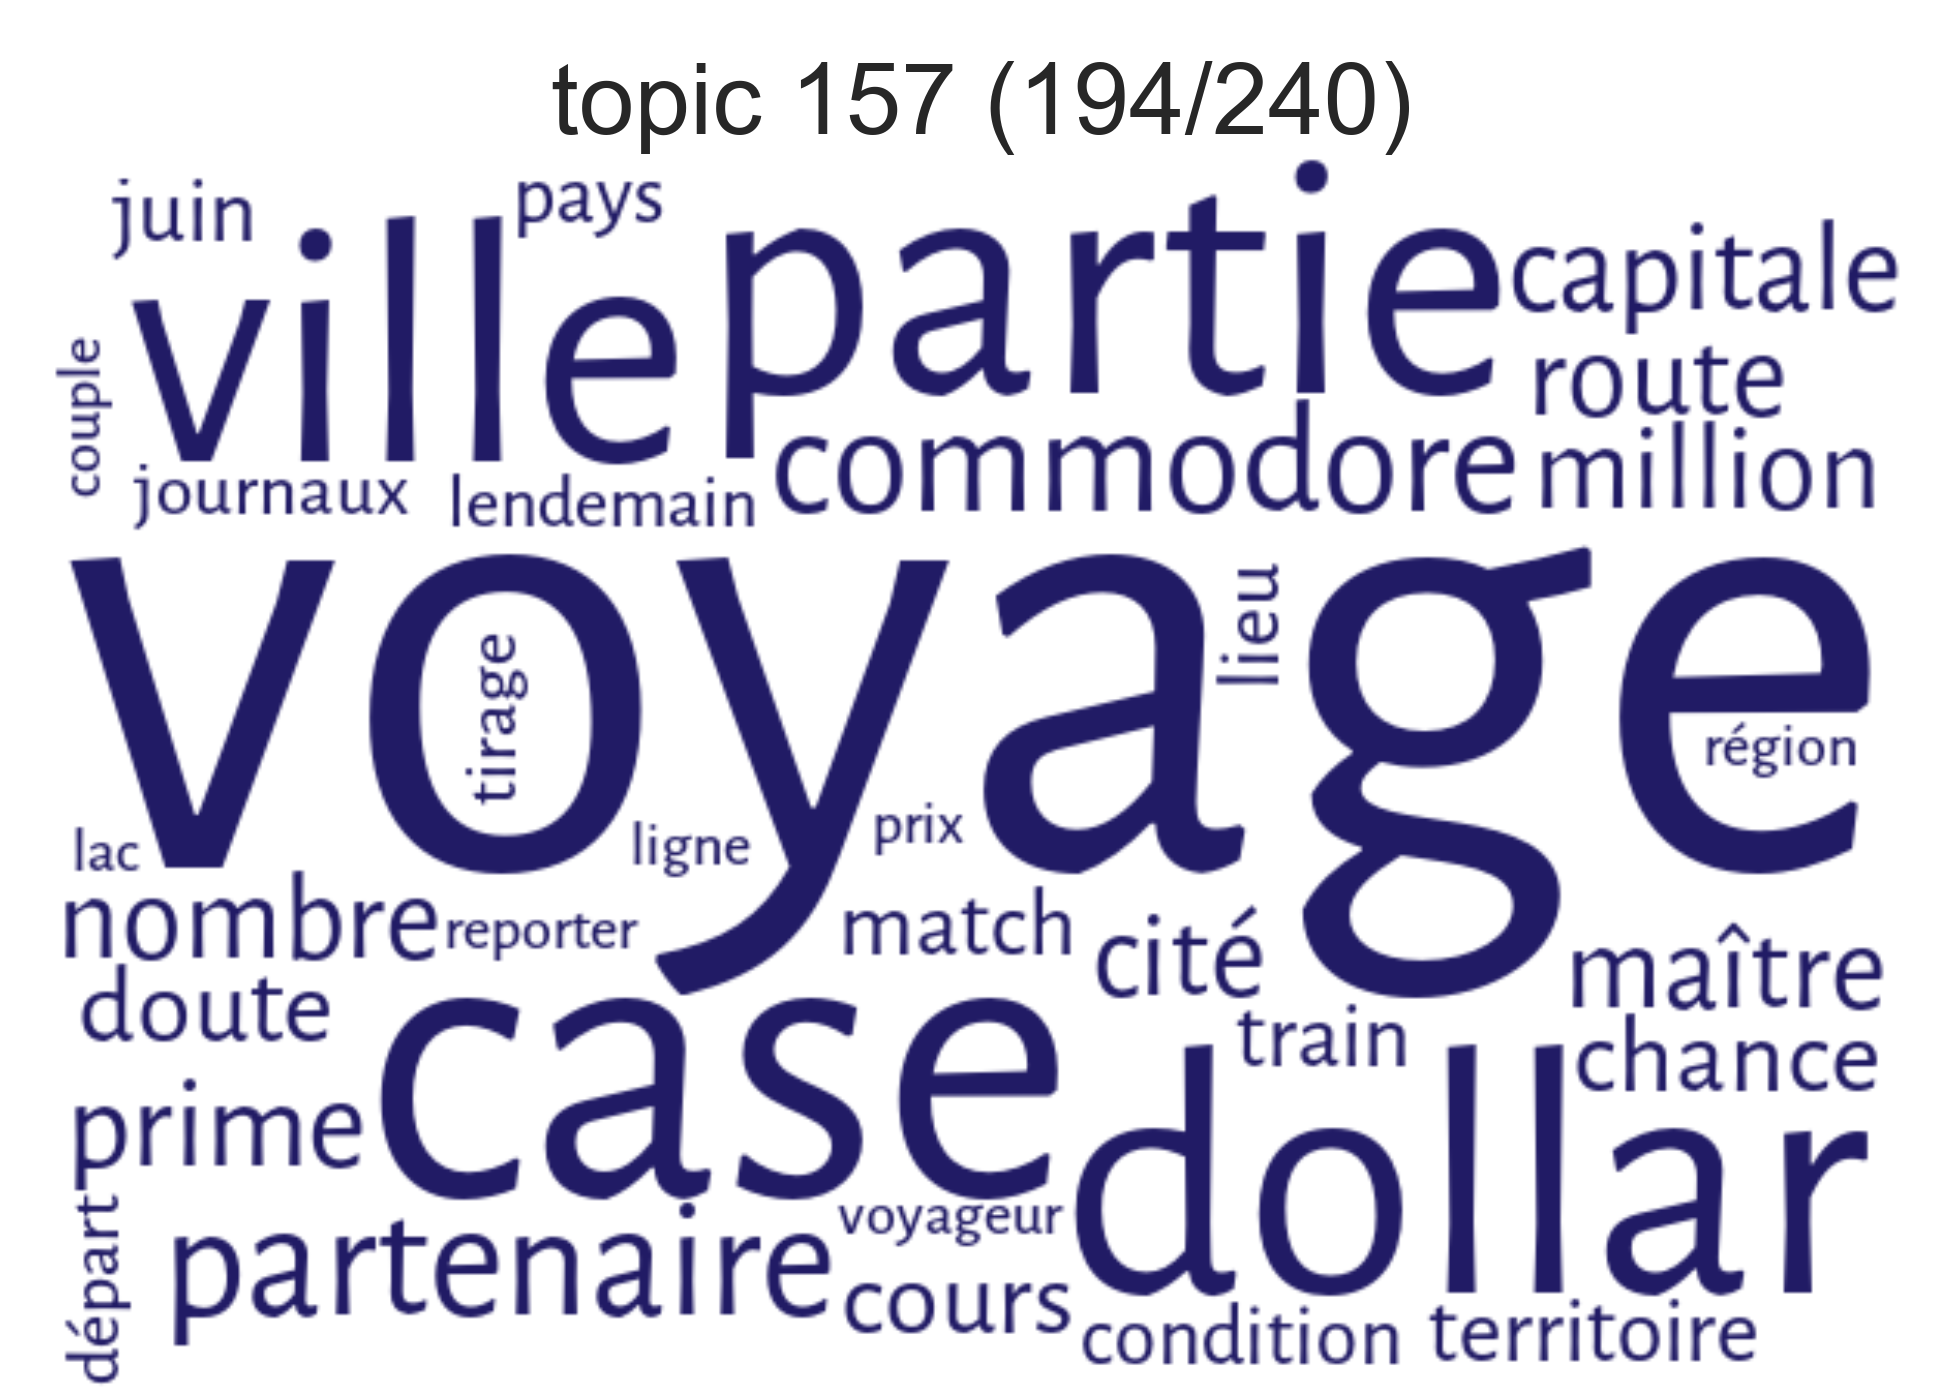 topic 157 (194/240)
juin
pays
ville
partie
capitale
route
couple
journaux
lendemain
commodore
million
voyage
tirage
lieu
région
lac
ligne
prix
nombre
reporter
match
cité
maître
doute
case
train
chance
prime
dollar
départ
partenaire
voyageur
cours
condition
territoire